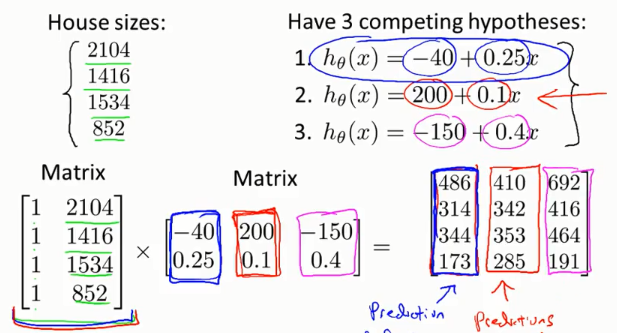 House sizes:
2104
1416
1534
852
Have 3 competing hypotheses:
1. hθ(x) = −40 + 0.25x
2. hθ(x) = 200 + 0.1x
3. hθ(x) = −150 + 0.4x
Matrix
1 2104
1 1416
1 1534
1 852
×
Matrix
−40 200 −150
0.25 0.1 0.4
=
486 410 692
314 342 416
344 353 464
173 285 191
Prediction
Predictions